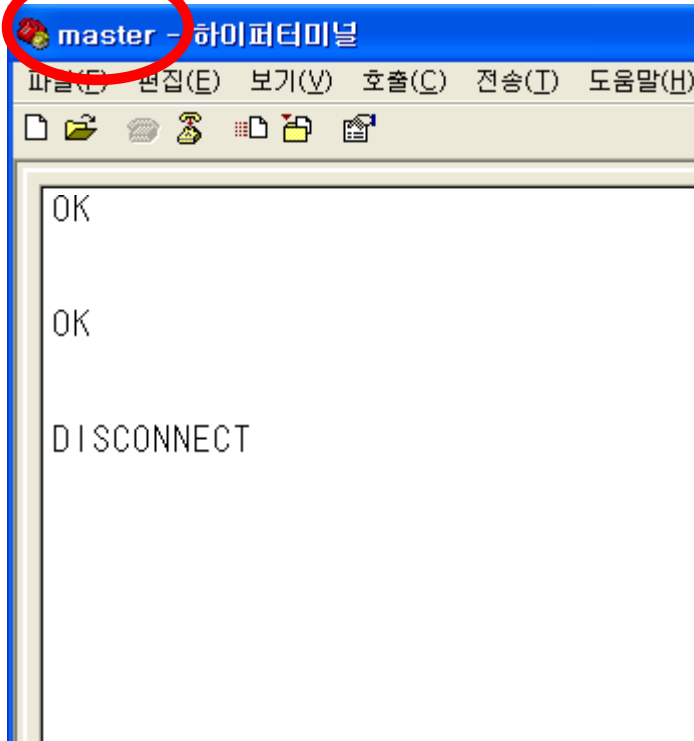 master - 하이퍼터미널
파일(F) 편집(E) 보기(V) 호출(C) 전송(T) 도움말(H)
OK
OK
DISCONNECT